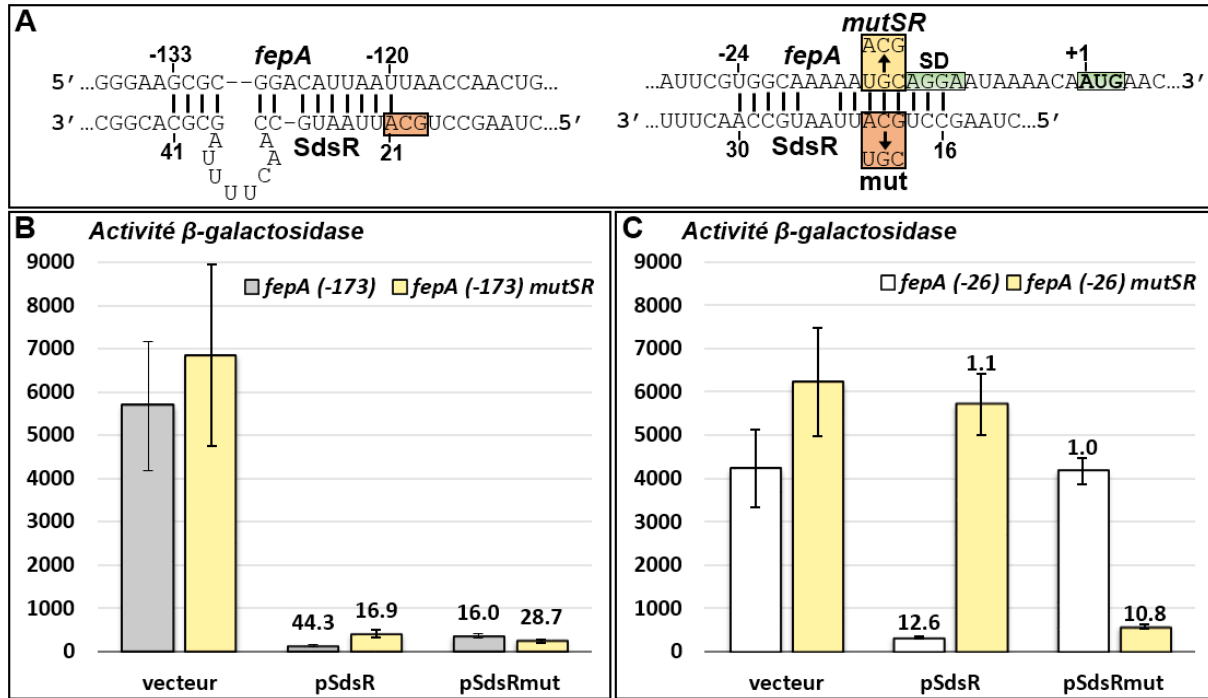 A
-133 fepA -120
5′ …GGGAAGCGC--GGACAUUAAUUAACCAACUG…
3′ …CGGCACGCG CC-GUAAUUACGUCCGAAUC…5′
41 A A SdsR 21
U A
U C
U U U
mutSR
ACG
-24 fepA SD +1
…AUUCGUGGCAAAAAUGCAGGAAUAAAACAAUGAAC…3′
3′ …UUUCAACCGUAAUUACGUCCGAAUC…5′
30 SdsR UGC 16
mut
B Activité β-galactosidase
9000
fepA (-173) fepA (-173) mutSR
8000
7000
6000
5000
4000
3000
2000
1000
44.3 16.9 16.0 28.7
0
vecteur pSdsR pSdsRmut
C Activité β-galactosidase
9000
fepA (-26) fepA (-26) mutSR
8000
7000
1.1
6000
5000
1.0
4000
3000
2000
1000
12.6 10.8
0
vecteur pSdsR pSdsRmut